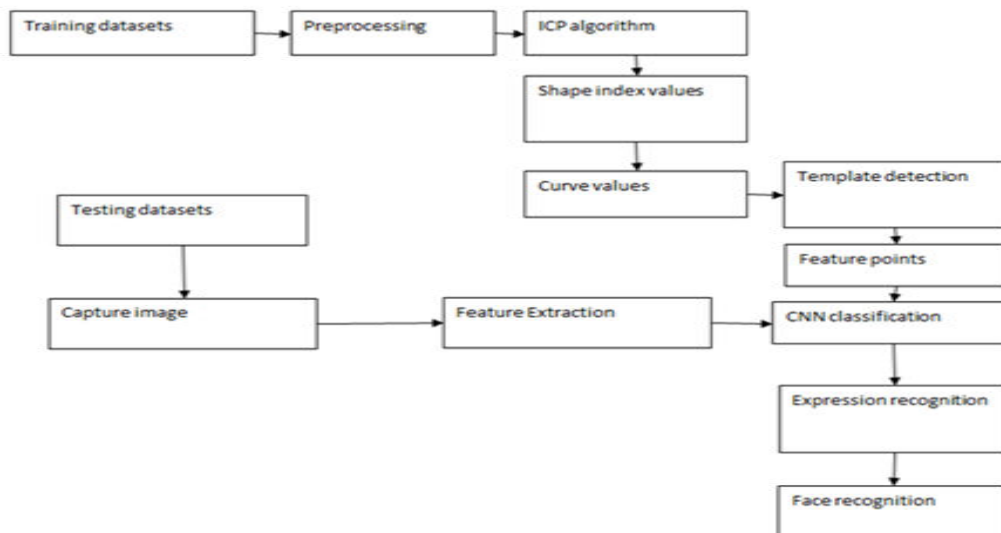 Training datasets
Preprocessing
ICP algorithm
Shape index values
Curve values
Template detection
Testing datasets
Feature points
Capture image
Feature Extraction
CNN classification
Expression recognition
Face recognition